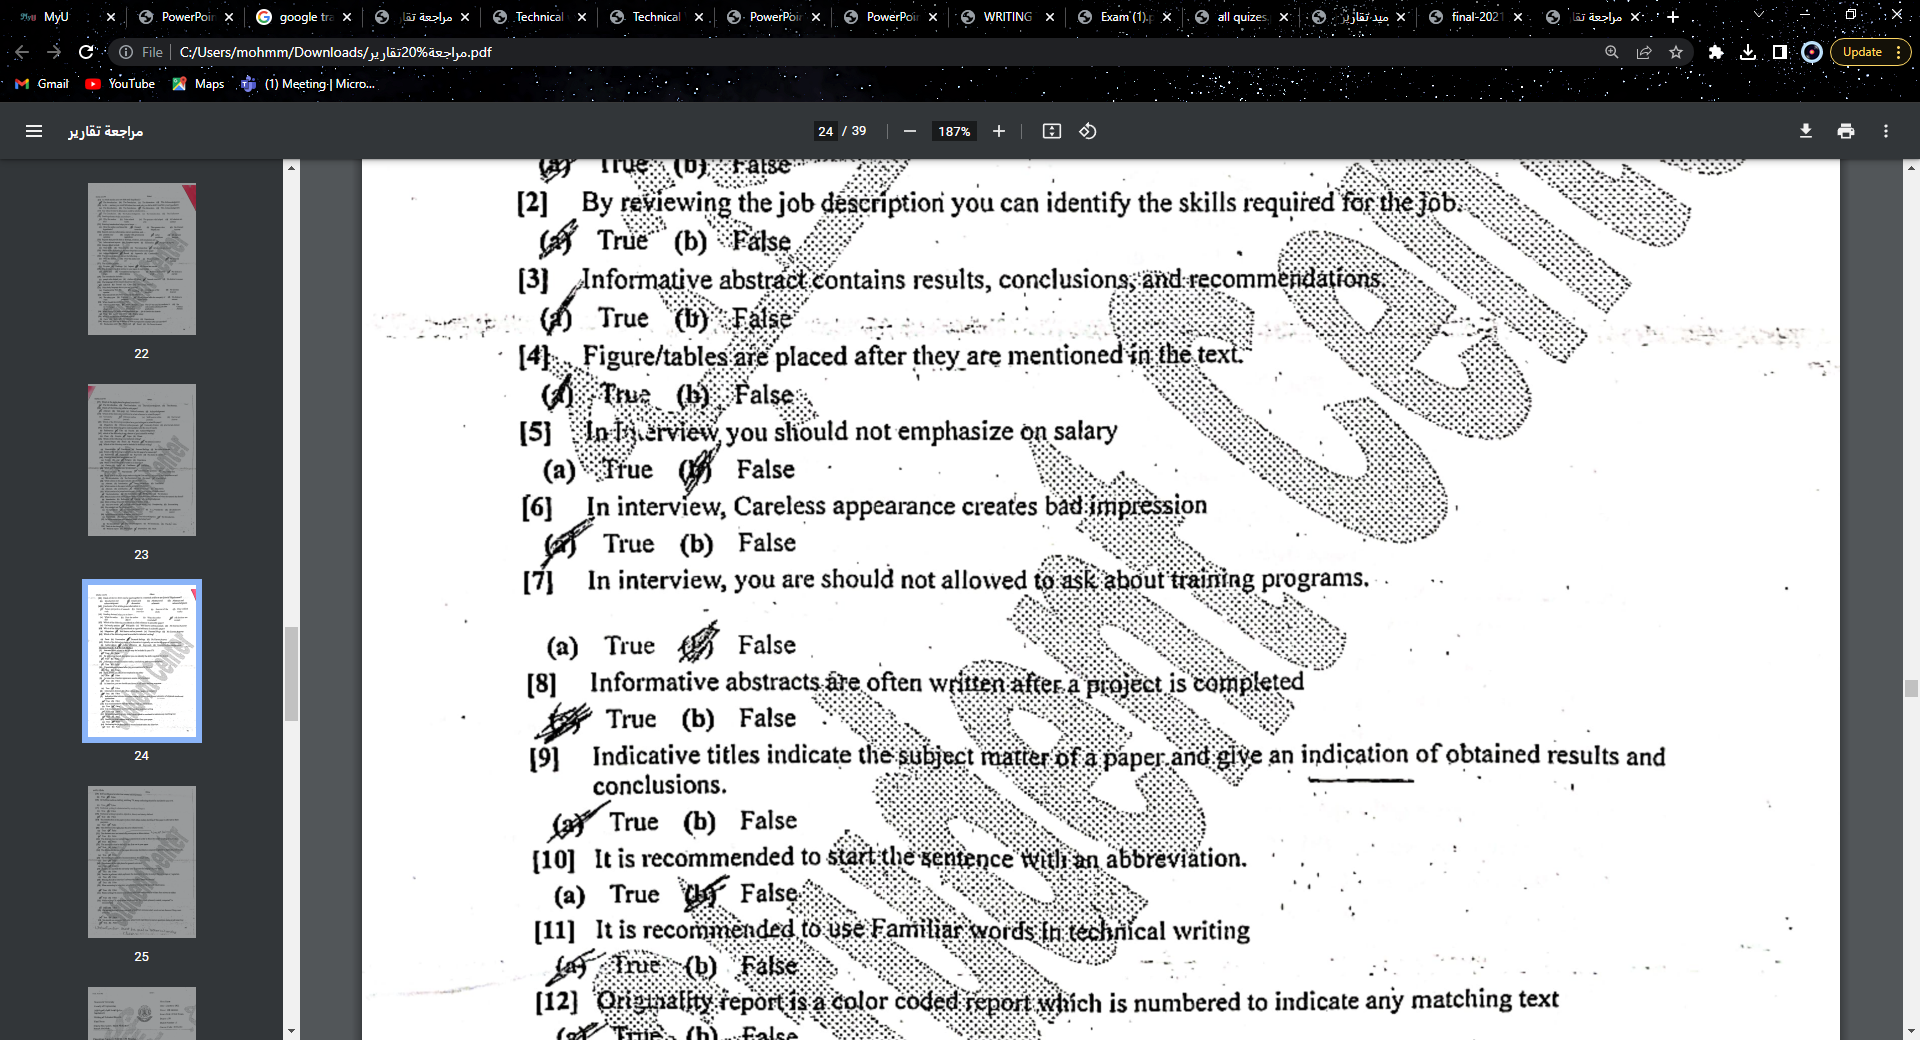 MyU
PowerPoin
google tra
مراجعة تقا
Technical
Technical
PowerPoin
PowerPoin
WRITING
Exam (1).p
all quizes
ميد تقارير
final-2021
مراجعة تقا
File C:/Users/mohmm/Downloads/مراجعة%20تقارير.pdf
Update
Gmail YouTube Maps (1) Meeting | Micro...
مراجعة تقارير
24 / 39
187%
22
23
24
25
(a) True (b) False
[2] By reviewing the job description you can identify the skills required for the job.
(a) True (b) False
[3] Informative abstract contains results, conclusions, and recommendations.
(a) True (b) False
[4] Figure/tables are placed after they are mentioned in the text.
(a) True (b) False
[5] In Interview, you should not emphasize on salary
(a) True (b) False
[6] In interview, Careless appearance creates bad impression
(a) True (b) False
[7] In interview, you are should not allowed to ask about training programs.
(a) True (b) False
[8] Informative abstracts are often written after a project is completed
(a) True (b) False
[9] Indicative titles indicate the subject matter of a paper and give an indication of obtained results and
conclusions.
(a) True (b) False
[10] It is recommended to start the sentence with an abbreviation.
(a) True (b) False
[11] It is recommended to use Familiar words in technical writing
(a) True (b) False
[12] Originality report is a color coded report which is numbered to indicate any matching text
(a) True (b) False
Student Center